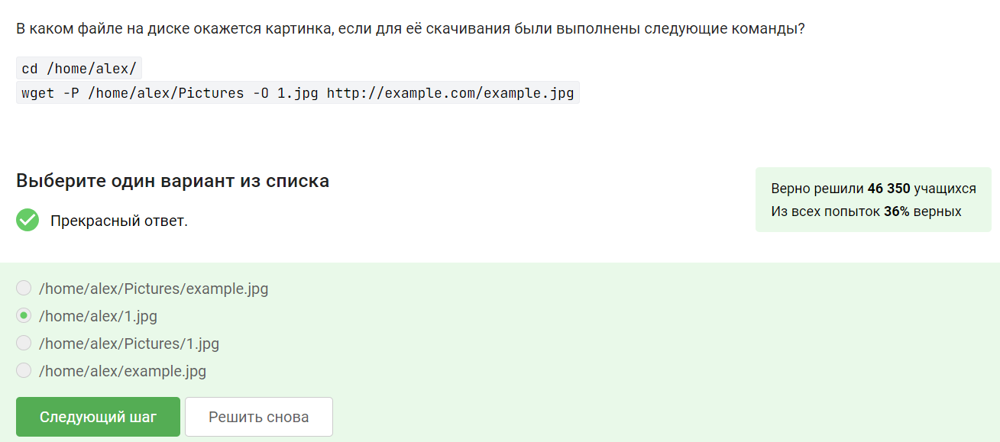 В каком файле на диске окажется картинка, если для её скачивания были выполнены следующие команды?
cd /home/alex/
wget -P /home/alex/Pictures -O 1.jpg http://example.com/example.jpg
Выберите один вариант из списка
Прекрасный ответ.
Верно решили 46 350 учащихся
Из всех попыток 36% верных
/home/alex/Pictures/example.jpg
/home/alex/1.jpg
/home/alex/Pictures/1.jpg
/home/alex/example.jpg
Следующий шаг
Решить снова